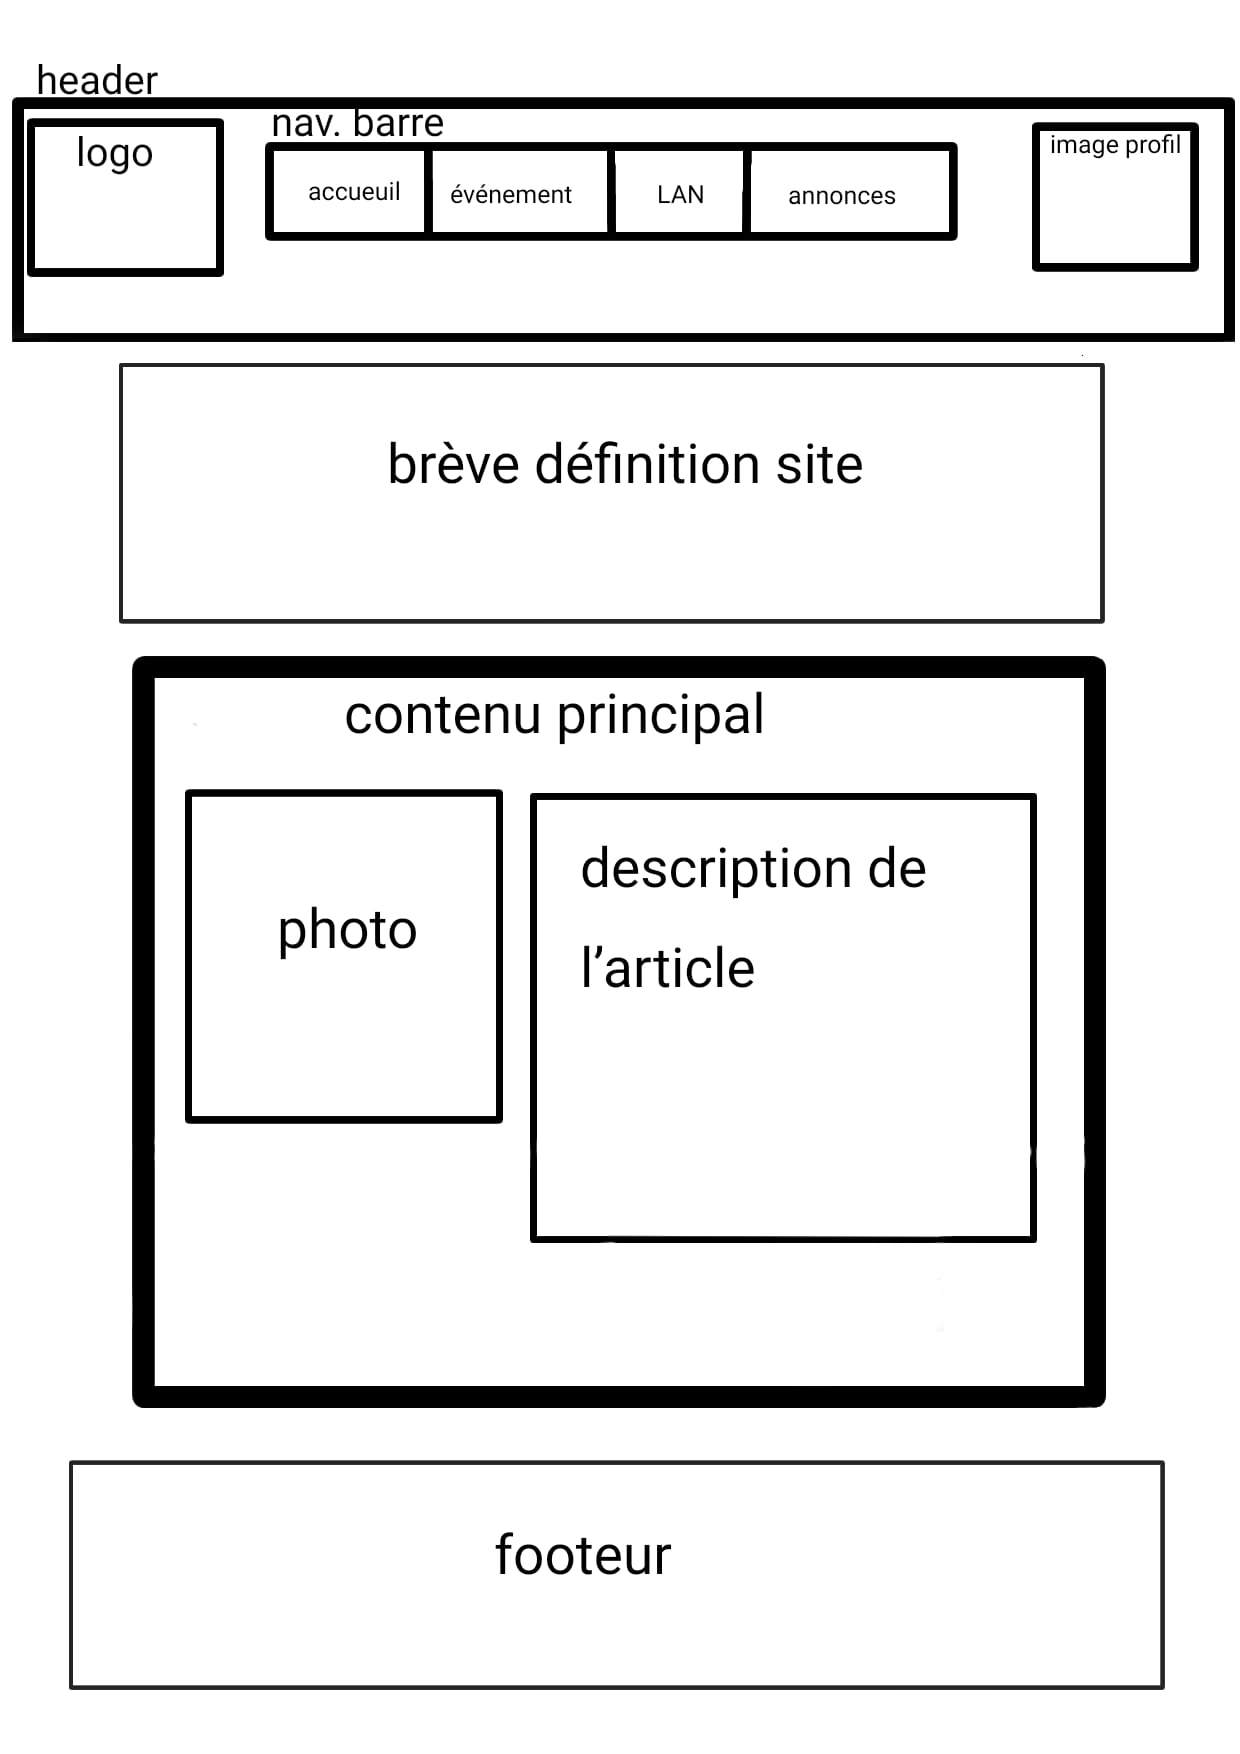 header
logo
nav. barre
image profil
accueuil
événement
LAN
annonces
brève définition site
contenu principal
photo
description de
l’article
footeur